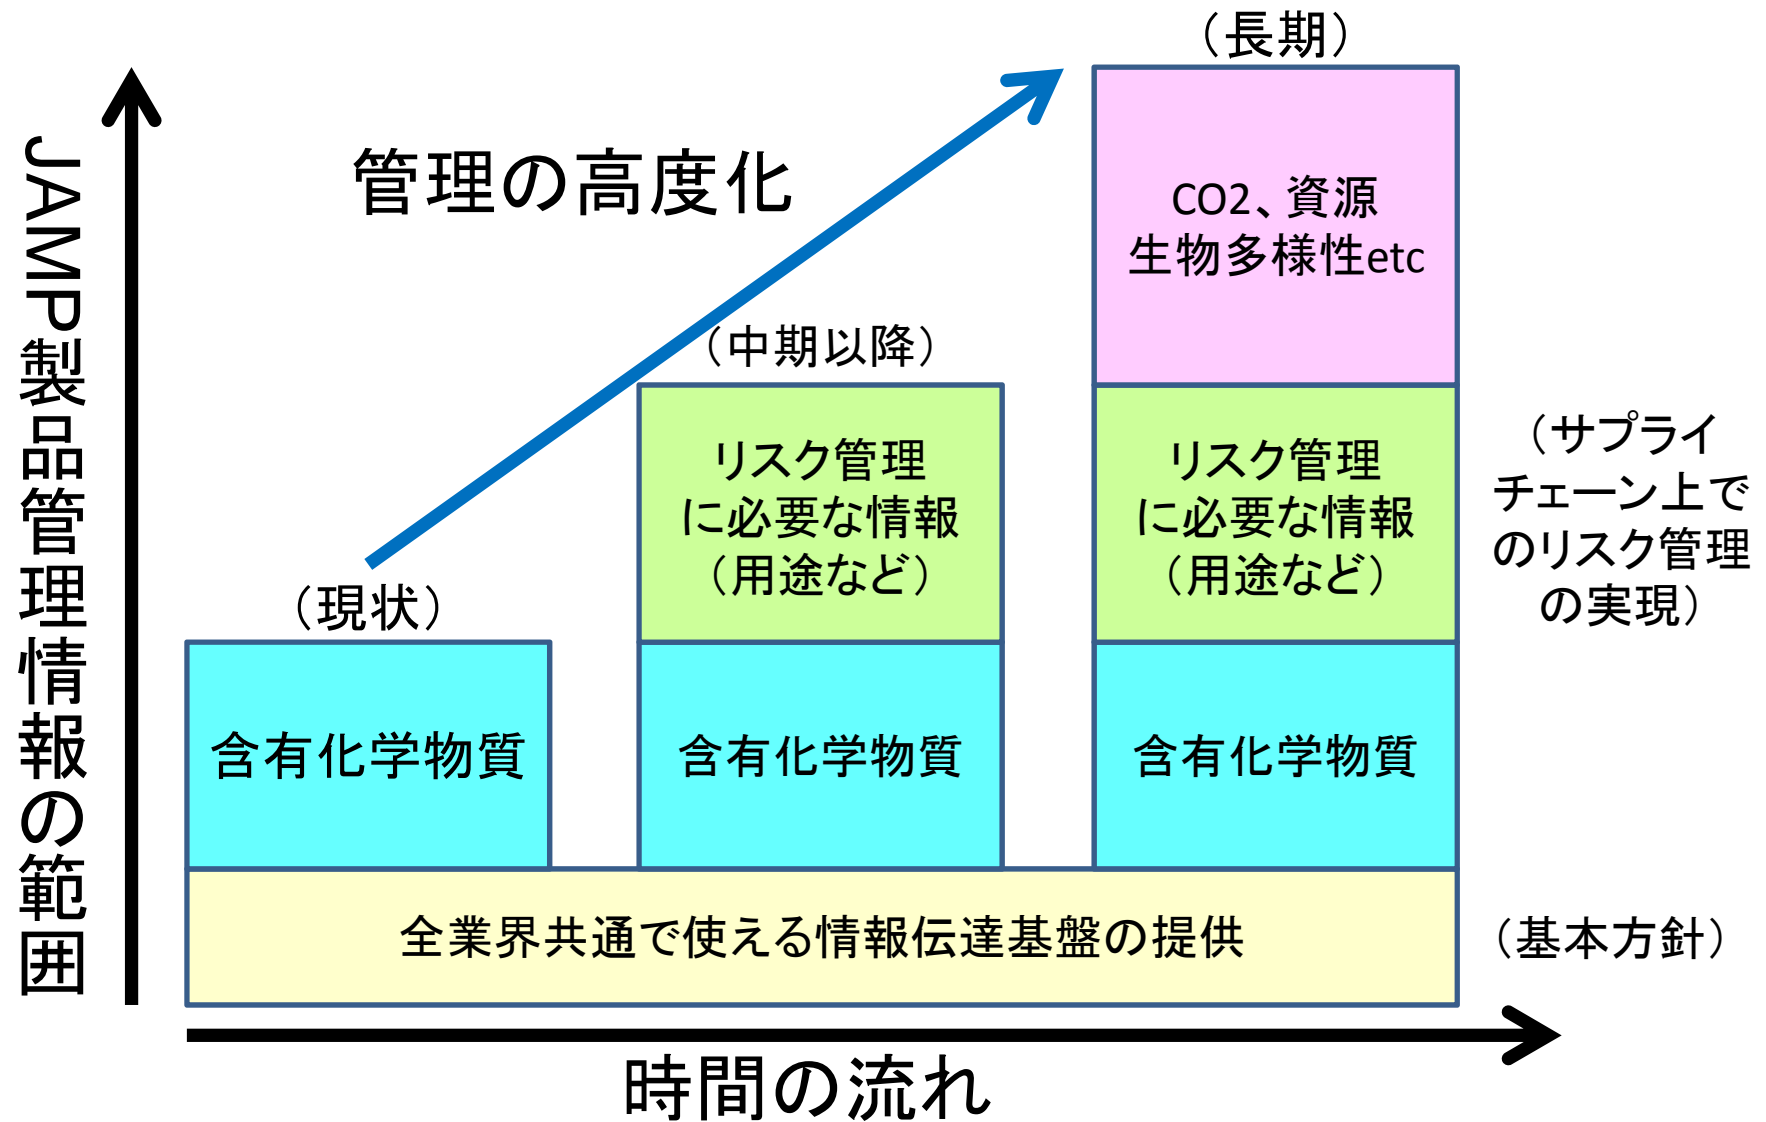 （長期）
管理の高度化
CO2、資源
生物多様性etc
（中期以降）
リスク管理
に必要な情報
（用途など）
リスク管理
に必要な情報
（用途など）
（サプライ
チェーン上で
のリスク管理
の実現）
（現状）
含有化学物質
含有化学物質
含有化学物質
全業界共通で使える情報伝達基盤の提供
（基本方針）
JAMP製品管理情報の範囲
時間の流れ